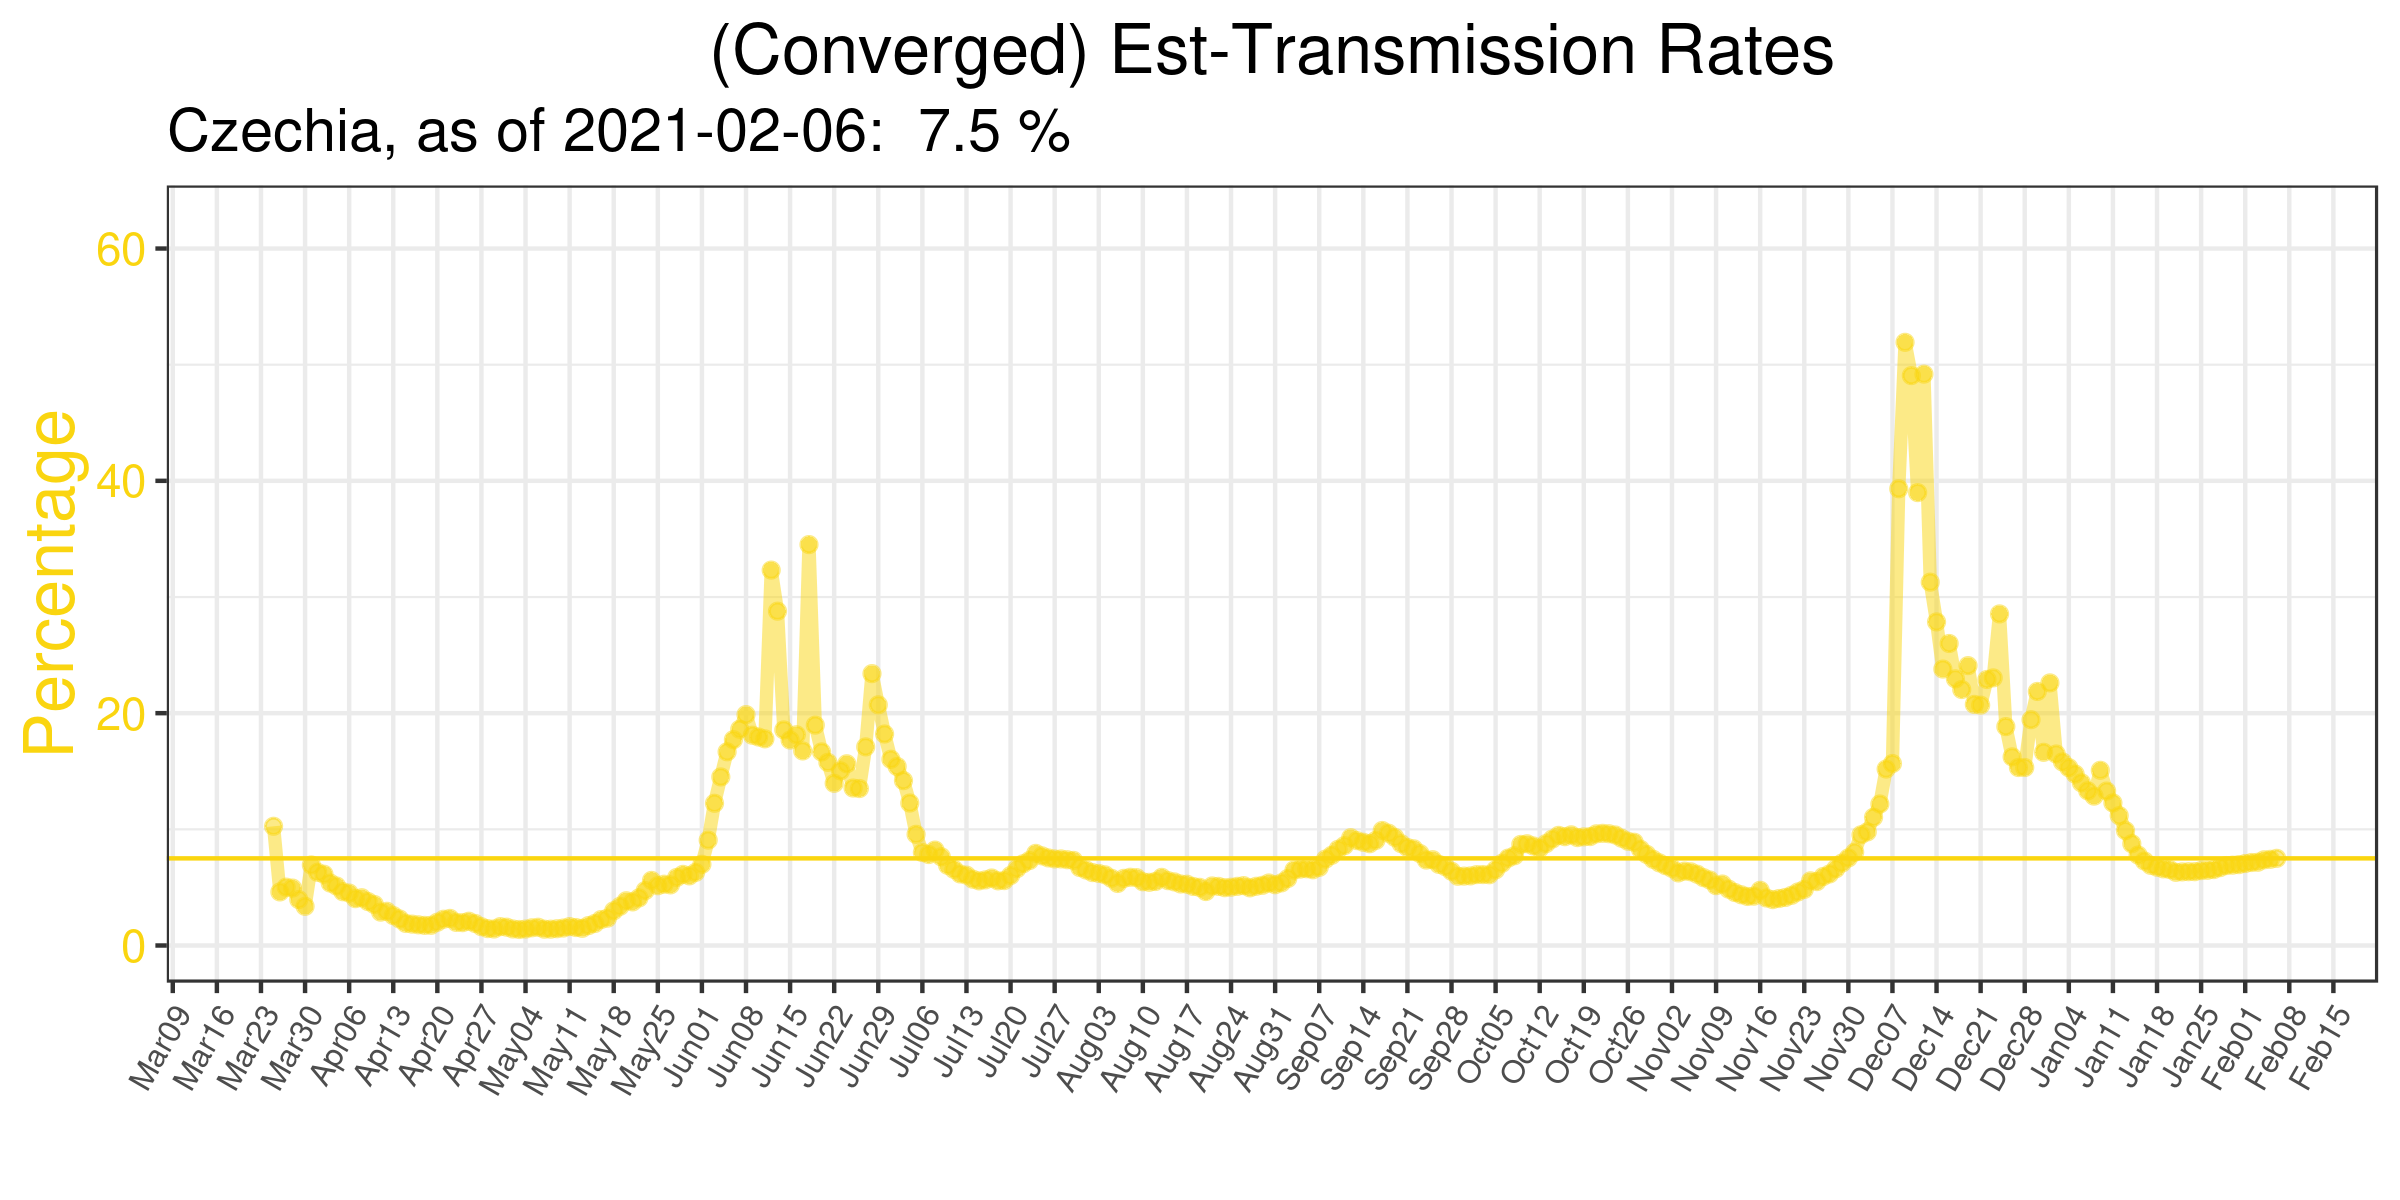 (Converged) Est-Transmission Rates
Czechia, as of 2021-02-06:  7.5 %
Percentage
60
40
20
0
Mar09
Mar16
Mar23
Mar30
Apr06
Apr13
Apr20
Apr27
May04
May11
May18
May25
Jun01
Jun08
Jun15
Jun22
Jun29
Jul06
Jul13
Jul20
Jul27
Aug03
Aug10
Aug17
Aug24
Aug31
Sep07
Sep14
Sep21
Sep28
Oct05
Oct12
Oct19
Oct26
Nov02
Nov09
Nov16
Nov23
Nov30
Dec07
Dec14
Dec21
Dec28
Jan04
Jan11
Jan18
Jan25
Feb01
Feb08
Feb15